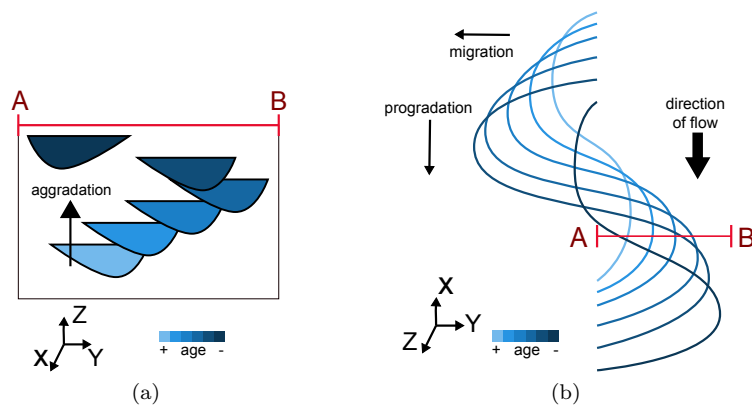 A B
aggradation
Z
X Y
+ age -
(a)
migration
progradation
direction
of flow
A B
X
Z Y
+ age -
(b)